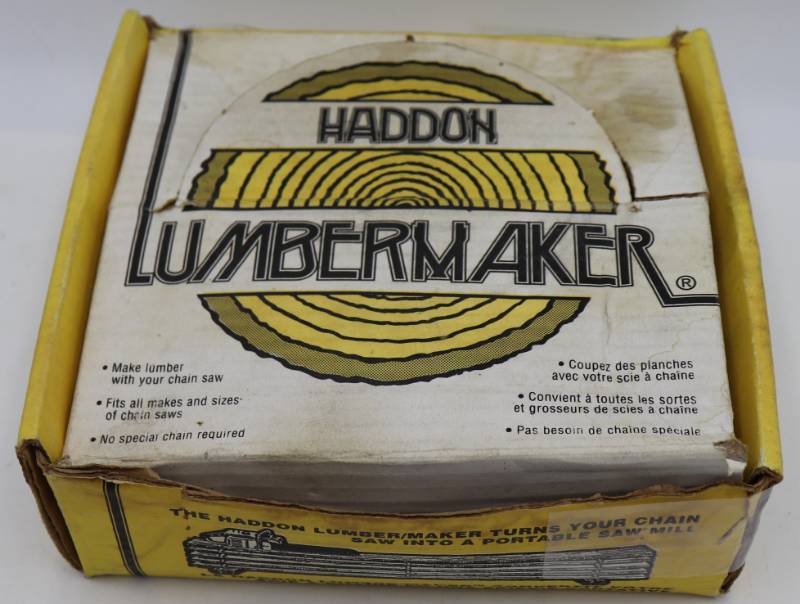 HADDON
LUMBERMAKER®
• Make lumber
with your chain saw
• Fits all makes and sizes
of chain saws
• No special chain required
• Coupez des planches
avec votre scie à chaîne
• Convient à toutes les sortes
et grosseurs de scies à chaîne
• Pas besoin de chaîne spéciale
THE HADDON LUMBER/MAKER TURNS YOUR CHAIN
SAW INTO A PORTABLE SAW MILL